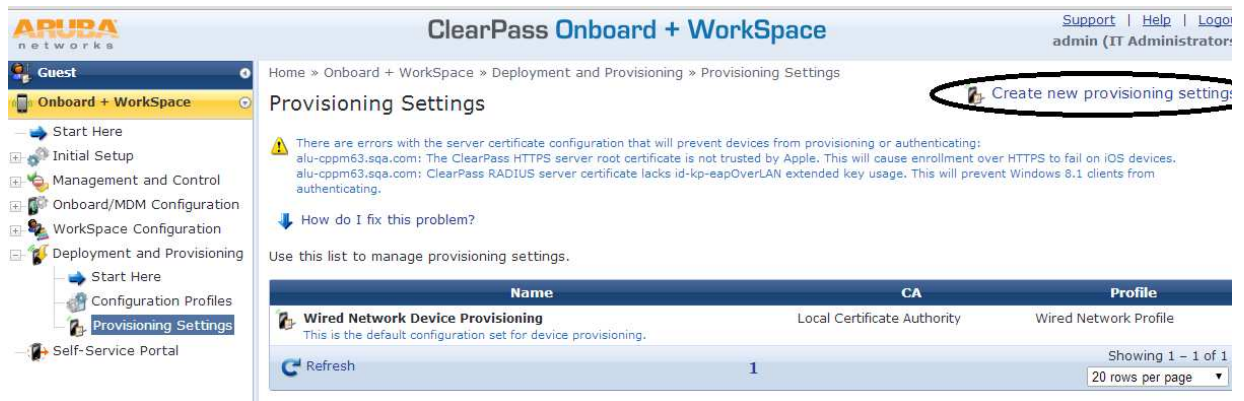 ARUBA
networks
ClearPass Onboard + WorkSpace
Support | Help | Logou
admin (IT Administrators
Guest
Onboard + WorkSpace
Start Here
Initial Setup
Management and Control
Onboard/MDM Configuration
WorkSpace Configuration
Deployment and Provisioning
Start Here
Configuration Profiles
Provisioning Settings
Self-Service Portal
Home » Onboard + WorkSpace » Deployment and Provisioning » Provisioning Settings
Provisioning Settings
Create new provisioning settings
There are errors with the server certificate configuration that will prevent devices from provisioning or authenticating:
alu-cppm63.sqa.com: The ClearPass HTTPS server root certificate is not trusted by Apple. This will cause enrollment over HTTPS to fail on iOS devices.
alu-cppm63.sqa.com: ClearPass RADIUS server certificate lacks id-kp-eapOverLAN extended key usage. This will prevent Windows 8.1 clients from
authenticating.
How do I fix this problem?
Use this list to manage provisioning settings.
Name CA Profile
Wired Network Device Provisioning Local Certificate Authority Wired Network Profile
This is the default configuration set for device provisioning.
Refresh 1 Showing 1 – 1 of 1
20 rows per page